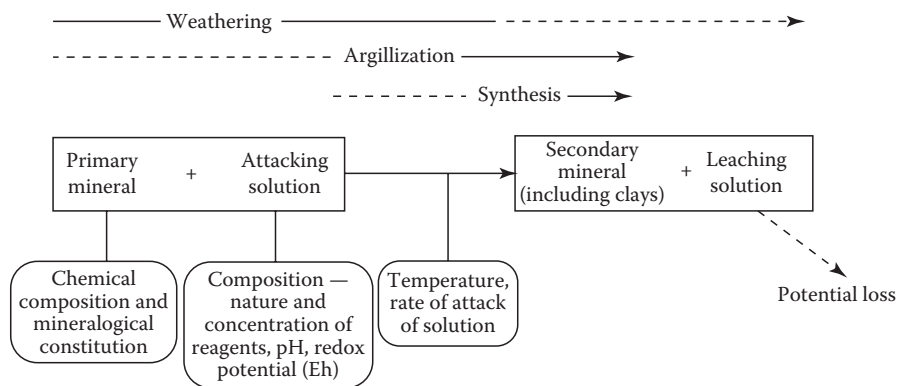 Weathering
Argillization
Synthesis
Primary
mineral
+
Attacking
solution
Secondary
mineral
(including clays)
+
Leaching
solution
Chemical
composition and
mineralogical
constitution
Composition —
nature and
concentration of
reagents, pH, redox
potential (Eh)
Temperature,
rate of attack
of solution
Potential loss